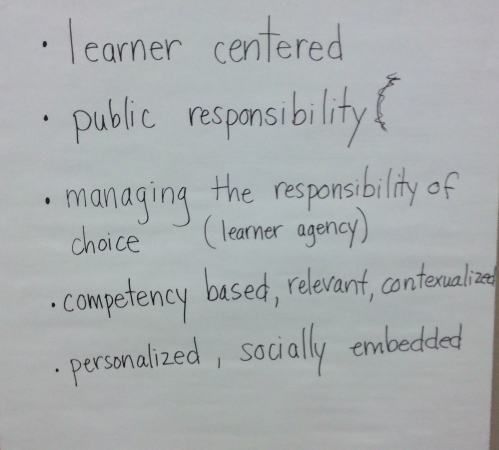 • learner centered
• public responsibility
• managing the responsibility of
choice (learner agency)
• competency based, relevant, contexualized
• personalized, socially embedded